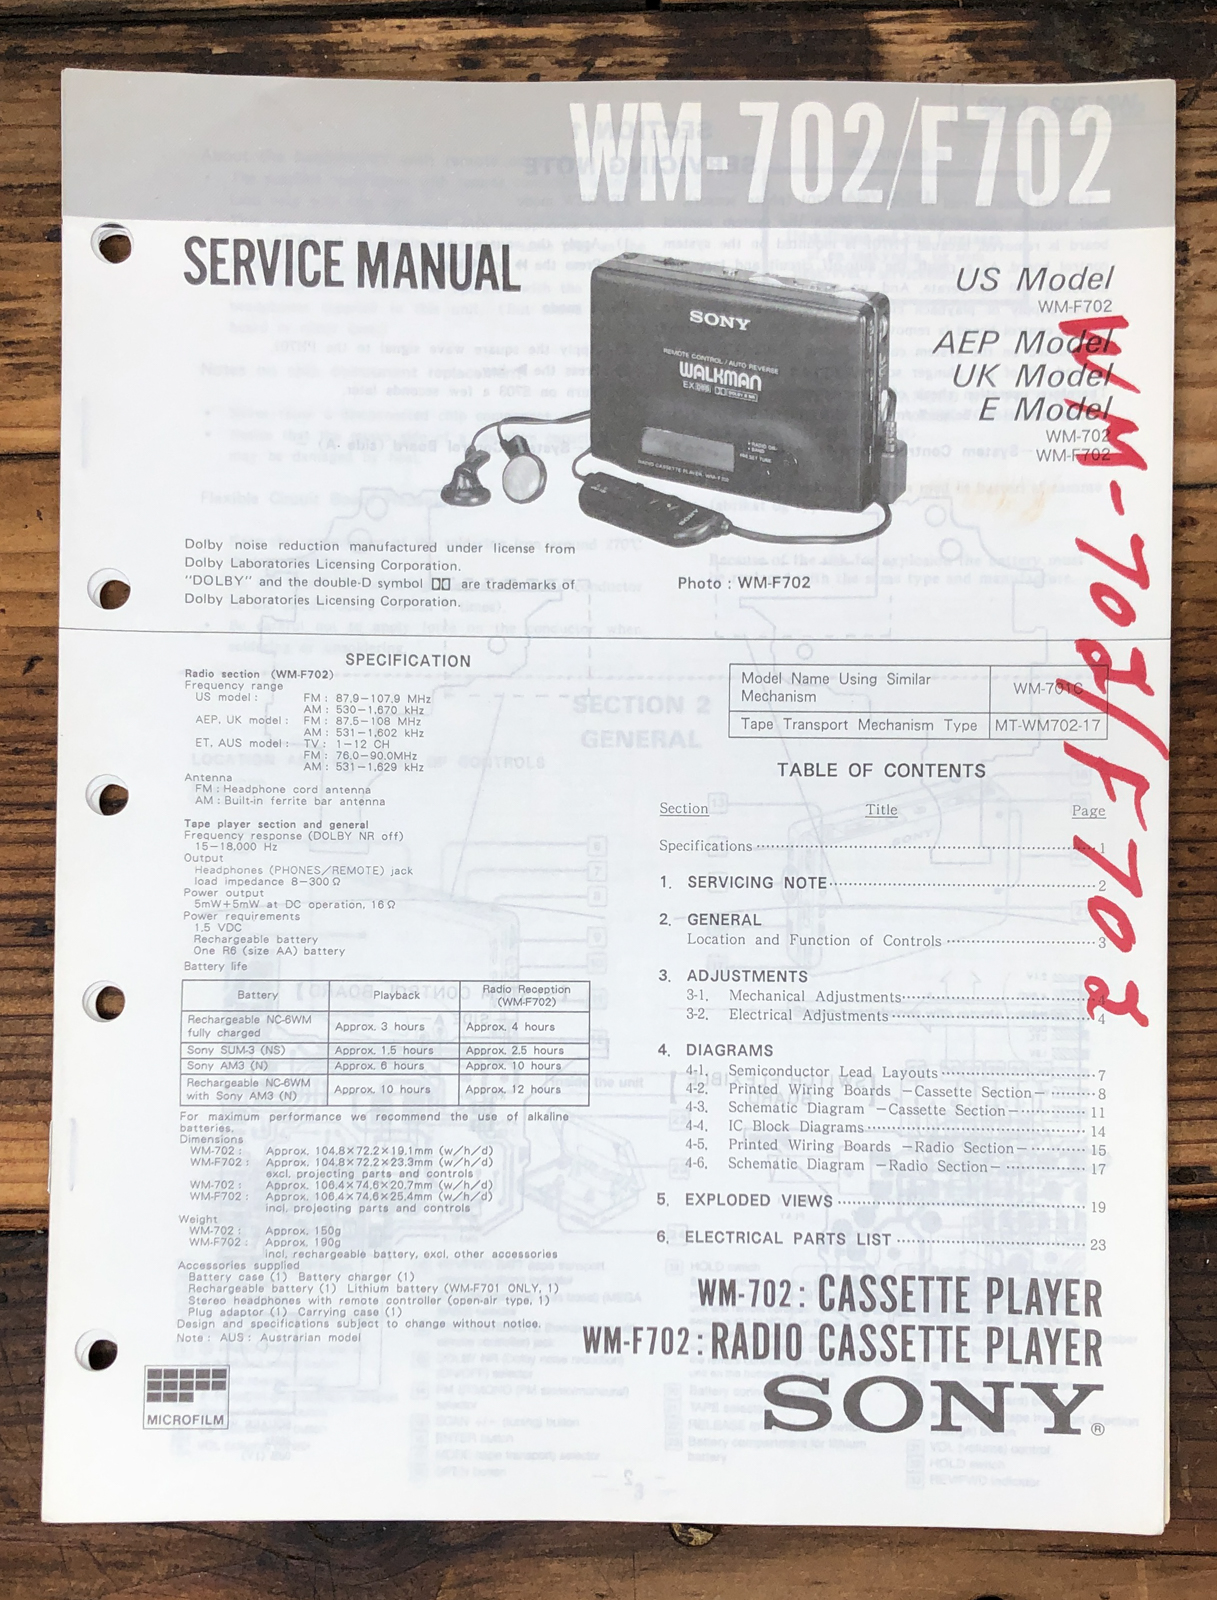 WM-702/F702
SERVICE MANUAL
US Model
WM-F702
AEP Model
UK Model
E Model
WM-702
WM-F702
SONY
REMOTE CONTROL/AUTO REVERSE
WALKMAN
RADIO CASSETTE PLAYER WM-F702
SONY
Dolby noise reduction manufactured under license from
Dolby Laboratories Licensing Corporation.
"DOLBY" and the double-D symbol are trademarks of
Dolby Laboratories Licensing Corporation.
Photo : WM-F702
WM-702/F702
SPECIFICATION
Radio section (WM-F702)
Frequency range
US model : FM : 87.9-107.9 MHz
AM : 530-1,670 kHz
AEP, UK model : FM : 87.5-108 MHz
AM : 531-1,602 kHz
ET, AUS model : TV : 1-12 CH
FM : 76.0-90.0MHz
AM : 531-1,629 kHz
Antenna
FM : Headphone cord antenna
AM : Built-in ferrite bar antenna
Tape player section and general
Frequency response (DOLBY NR off)
15-18,000 Hz
Output
Headphones (PHONES/REMOTE) jack
load impedance 8-300 Ω
Power output
5mW+5mW at DC operation, 16 Ω
Power requirements
1.5 VDC
Rechargeable battery
One R6 (size AA) battery
Battery life
Battery Playback Radio Reception (WM-F702)
Rechargeable NC-6WM fully charged Approx. 3 hours Approx. 4 hours
Sony SUM-3 (NS) Approx. 1.5 hours Approx. 2.5 hours
Sony AM3 (N) Approx. 6 hours Approx. 10 hours
Rechargeable NC-6WM with Sony AM3 (N) Approx. 10 hours Approx. 12 hours
For maximum performance we recommend the use of alkaline
batteries.
Dimensions
WM-702 : Approx. 104.8×72.2×19.1mm (w/h/d)
WM-F702 : Approx. 104.8×72.2×23.3mm (w/h/d)
excl. projecting parts and controls
WM-702 : Approx. 106.4×74.6×20.7mm (w/h/d)
WM-F702 : Approx. 106.4×74.6×25.4mm (w/h/d)
incl. projecting parts and controls
Weight
WM-702 : Approx. 150g
WM-F702 : Approx. 190g
incl. rechargeable battery, excl. other accessories
Accessories supplied
Battery case (1) Battery charger (1)
Rechargeable battery (1) Lithium battery (WM-F701 ONLY, 1)
Stereo headphones with remote controller (open-air type, 1)
Plug adaptor (1) Carrying case (1)
Design and specifications subject to change without notice.
Note : AUS : Austrarian model
MICROFILM
Model Name Using Similar Mechanism WM-701C
Tape Transport Mechanism Type MT-WM702-17
TABLE OF CONTENTS
Section Title Page
Specifications 1
1. SERVICING NOTE 2
2. GENERAL
Location and Function of Controls 3
3. ADJUSTMENTS
3-1. Mechanical Adjustments 4
3-2. Electrical Adjustments 4
4. DIAGRAMS
4-1. Semiconductor Lead Layouts 7
4-2. Printed Wiring Boards -Cassette Section- 8
4-3. Schematic Diagram -Cassette Section- 11
4-4. IC Block Diagrams 14
4-5. Printed Wiring Boards -Radio Section- 15
4-6. Schematic Diagram -Radio Section- 17
5. EXPLODED VIEWS 19
6. ELECTRICAL PARTS LIST 23
WM-702 : CASSETTE PLAYER
WM-F702 : RADIO CASSETTE PLAYER
SONY®